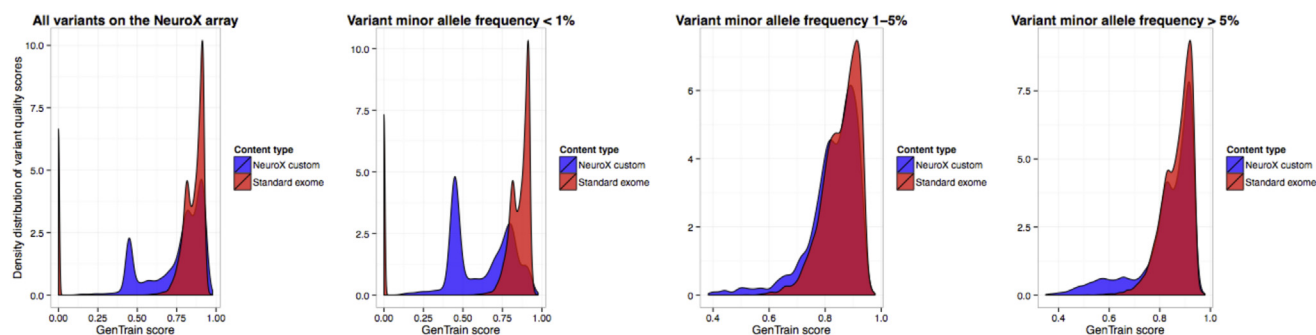 All variants on the NeuroX array
Density distribution of variant quality scores
10.0
7.5
5.0
2.5
0.0
0.00
0.25
0.50
0.75
1.00
GenTrain score
Content type
NeuroX custom
Standard exome
Variant minor allele frequency < 1%
10.0
7.5
5.0
2.5
0.0
0.00
0.25
0.50
0.75
1.00
GenTrain score
Content type
NeuroX custom
Standard exome
Variant minor allele frequency 1–5%
6
4
2
0
0.4
0.6
0.8
1.0
GenTrain score
Content type
NeuroX custom
Standard exome
Variant minor allele frequency > 5%
7.5
5.0
2.5
0.0
0.4
0.6
0.8
1.0
GenTrain score
Content type
NeuroX custom
Standard exome